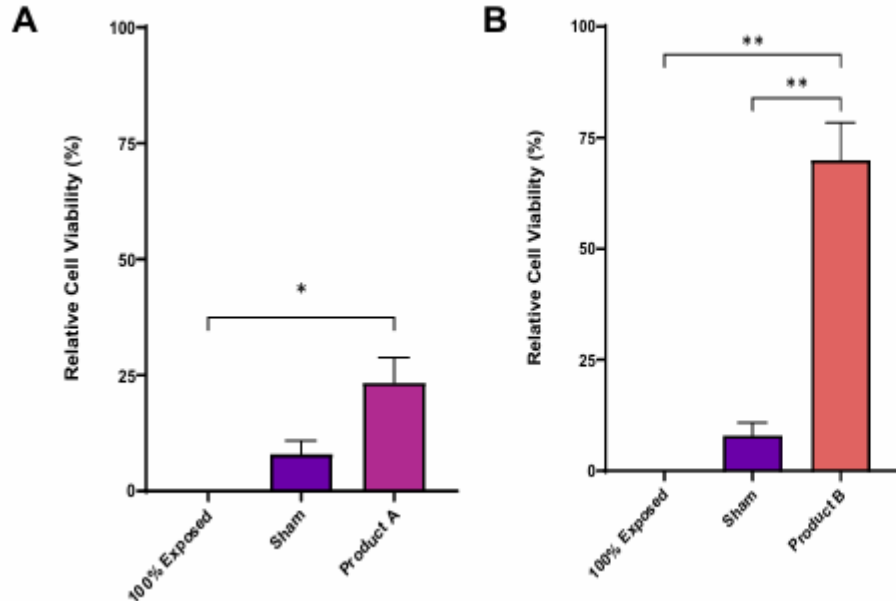 A
Relative Cell Viability (%)
100
75
50
25
0
*
100% Exposed
Sham
Product A
B
Relative Cell Viability (%)
100
75
50
25
0
**
**
100% Exposed
Sham
Product B